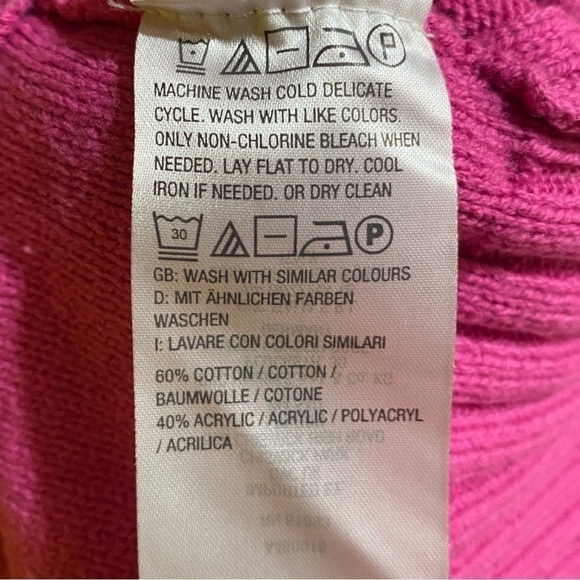 P
MACHINE WASH COLD DELICATE
CYCLE. WASH WITH LIKE COLORS.
ONLY NON-CHLORINE BLEACH WHEN
NEEDED. LAY FLAT TO DRY. COOL
IRON IF NEEDED. OR DRY CLEAN
30 P
GB: WASH WITH SIMILAR COLOURS
D: MIT ÄHNLICHEN FARBEN
WASCHEN
I: LAVARE CON COLORI SIMILARI
60% COTTON / COTTON /
BAUMWOLLE / COTONE
40% ACRYLIC / ACRYLIC / POLYACRYL
/ ACRILICA